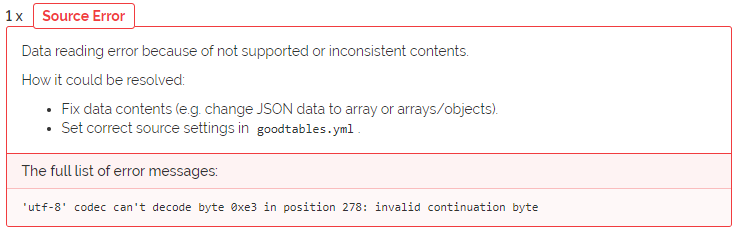 1 x Source Error
Data reading error because of not supported or inconsistent contents.
How it could be resolved:
• Fix data contents (e.g. change JSON data to array or arrays/objects).
• Set correct source settings in goodtables.yml .
The full list of error messages:
'utf-8' codec can't decode byte 0xe3 in position 278: invalid continuation byte